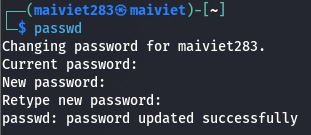 ┌──(maiviet283㉿maiviet)-[~]
└─$ passwd
Changing password for maiviet283.
Current password:
New password:
Retype new password:
passwd: password updated successfully